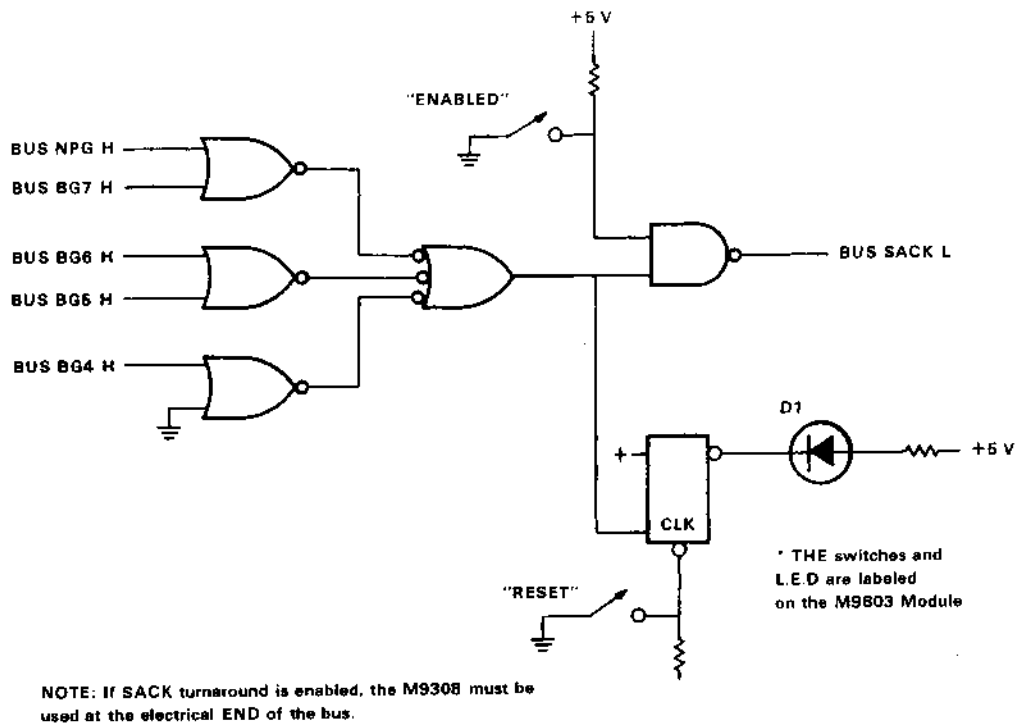 +5 V
"ENABLED"
BUS NPG H
BUS BG7 H
BUS BG6 H
BUS BG5 H
BUS SACK L
BUS BG4 H
D1
+
+5 V
CLK
* THE switches and
L.E.D are labeled
on the M9803 Module
"RESET"
NOTE: If SACK turnaround is enabled, the M9308 must be
used at the electrical END of the bus.